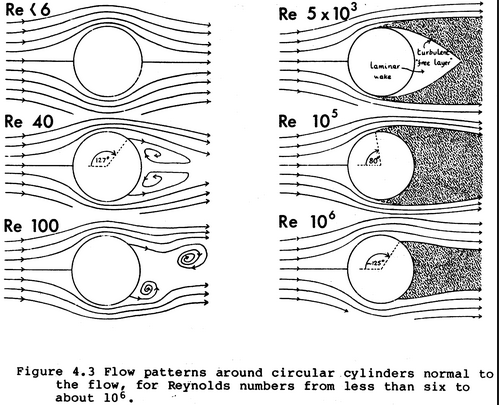 Re < 6
Re 40
127°
Re 100
Re 5 x 10³
turbulent
"free layer"
laminar
wake
Re 10⁵
80°
Re 10⁶
125°
Figure 4.3 Flow patterns around circular cylinders normal to
the flow, for Reynolds numbers from less than six to
about 10⁶.